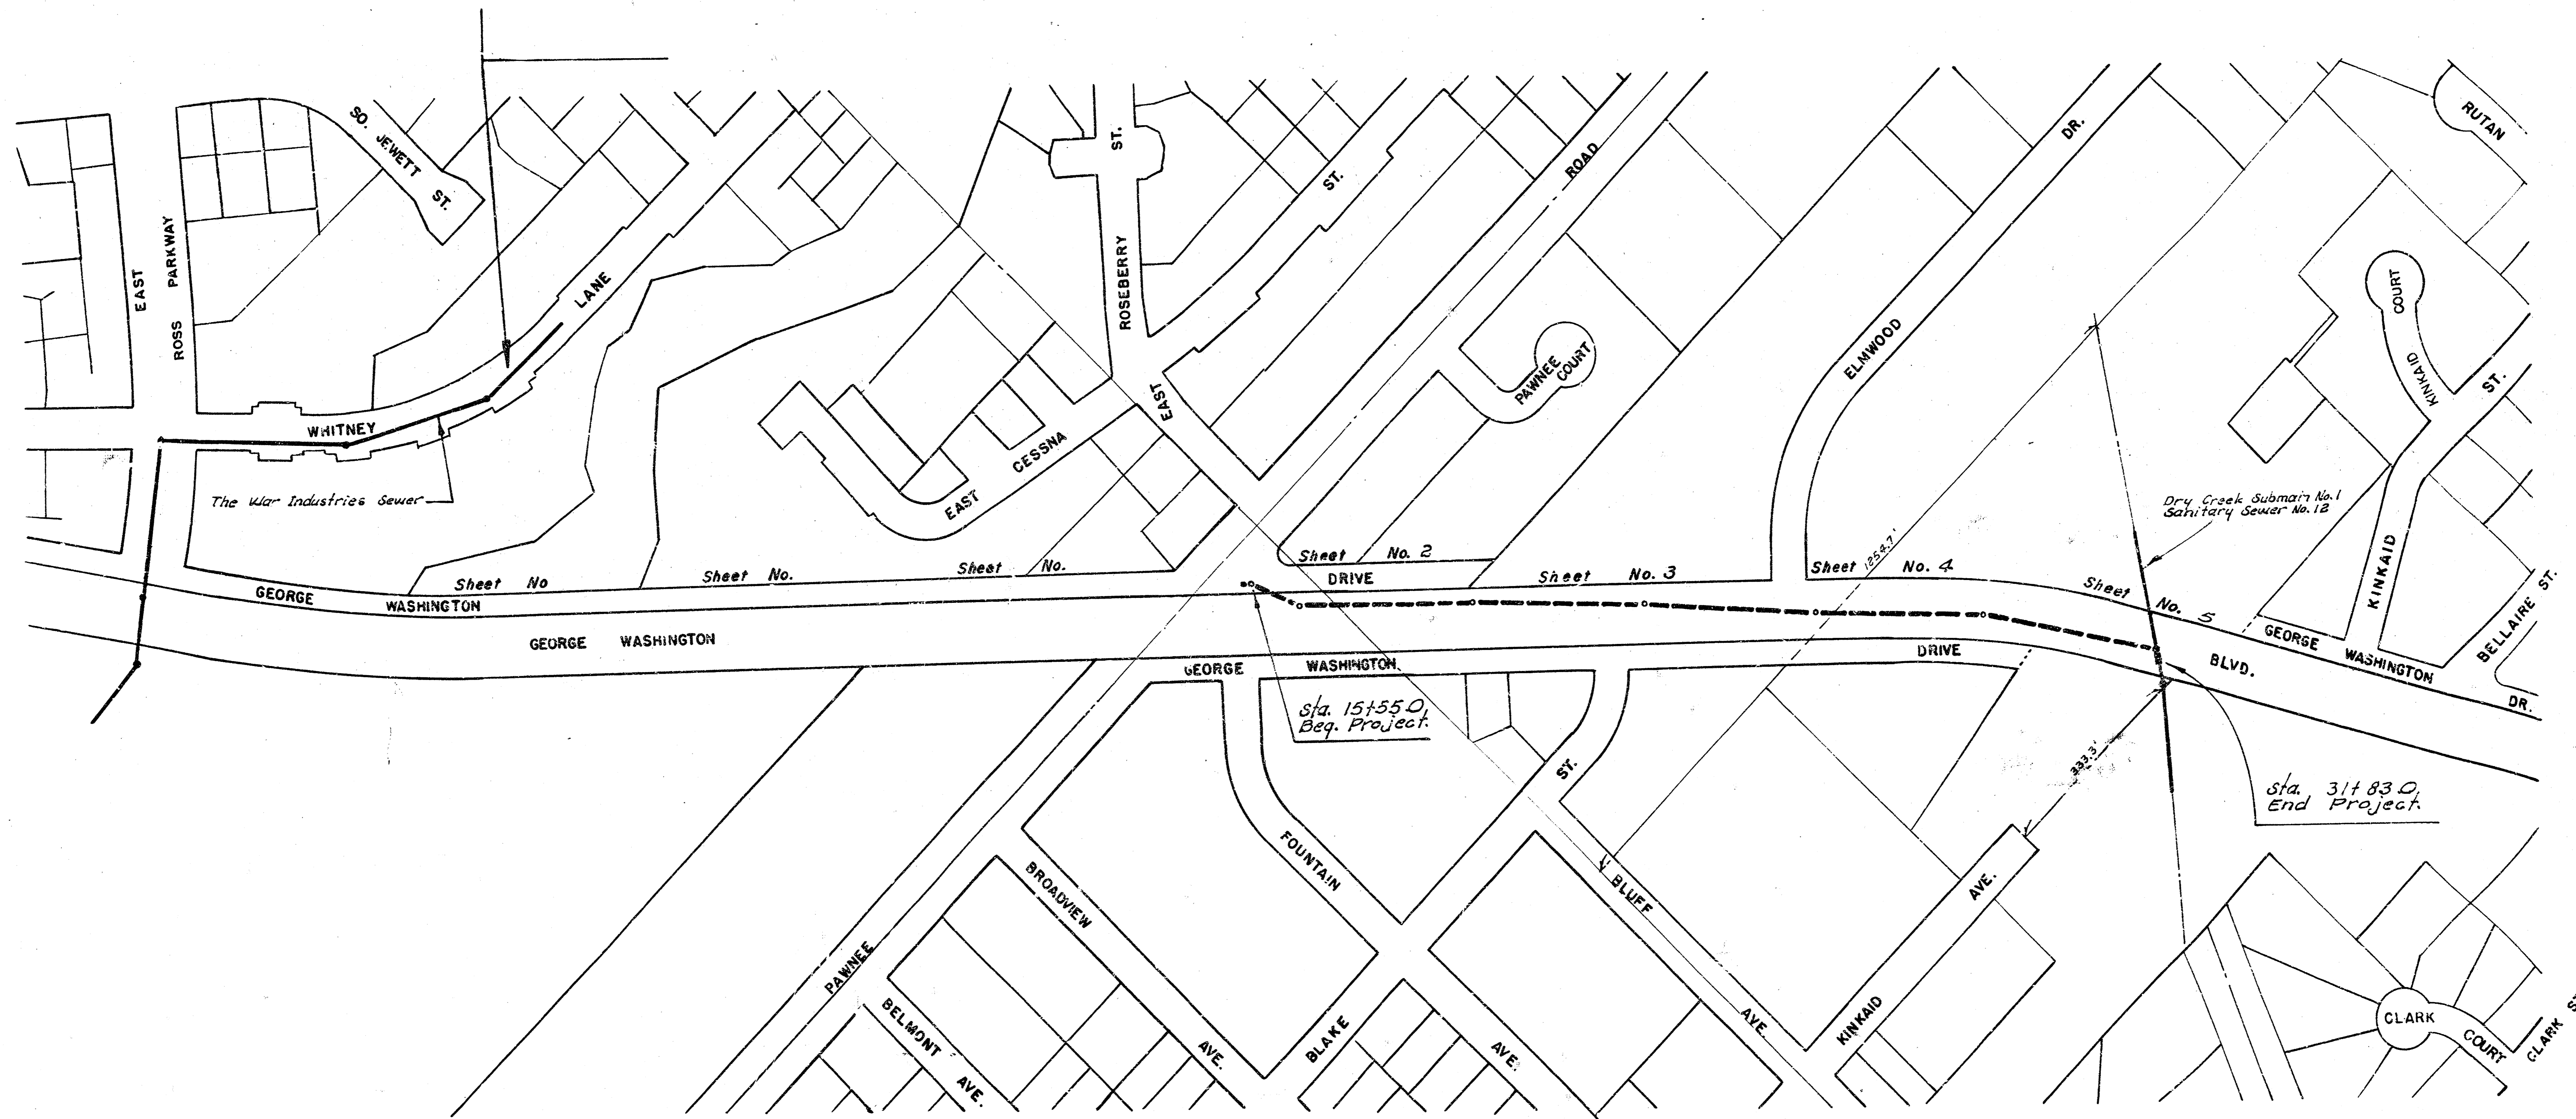 SO. JEWETT ST.
RUTAN
EAST
ROSS PARKWAY
LANE
WHITNEY
The War Industries Sewer
ROSEBERRY ST.
ST.
EAST
EAST CESSNA
ROAD
PAWNEE COURT
ELMWOOD DR.
COURT
KINKAID
ST.
KINKAID
BELLAIRE ST.
Dry Creek Submain No. 1
Sanitary Sewer No. 12
1254.7'
Sheet No
Sheet No.
Sheet No.
Sheet No. 2
Sheet No. 3
Sheet No. 4
Sheet No. 5
GEORGE WASHINGTON
DRIVE
GEORGE WASHINGTON
BLVD.
GEORGE WASHINGTON
DR.
GEORGE WASHINGTON
DRIVE
Sta. 15+55.0
Beg. Project.
333.3'
Sta. 31+83.0
End Project.
ST.
FOUNTAIN
BROADVIEW
AVE.
BLUFF
AVE.
AVE.
KINKAID
PAWNEE
BELMONT
AVE.
BLAKE
AVE.
CLARK COURT
CLARK